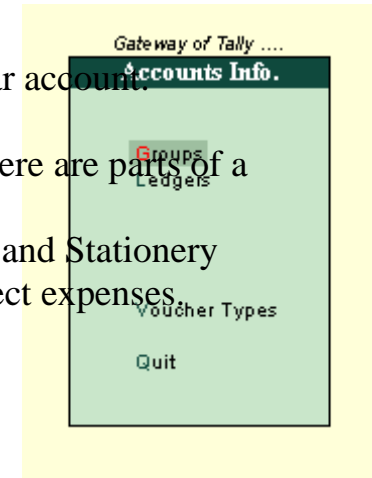 Gateway of Tally ....
Accounts Info.
ar account.
Groups
ere are parts of a
Ledgers
and Stationery
ect expenses.
Voucher Types
Quit